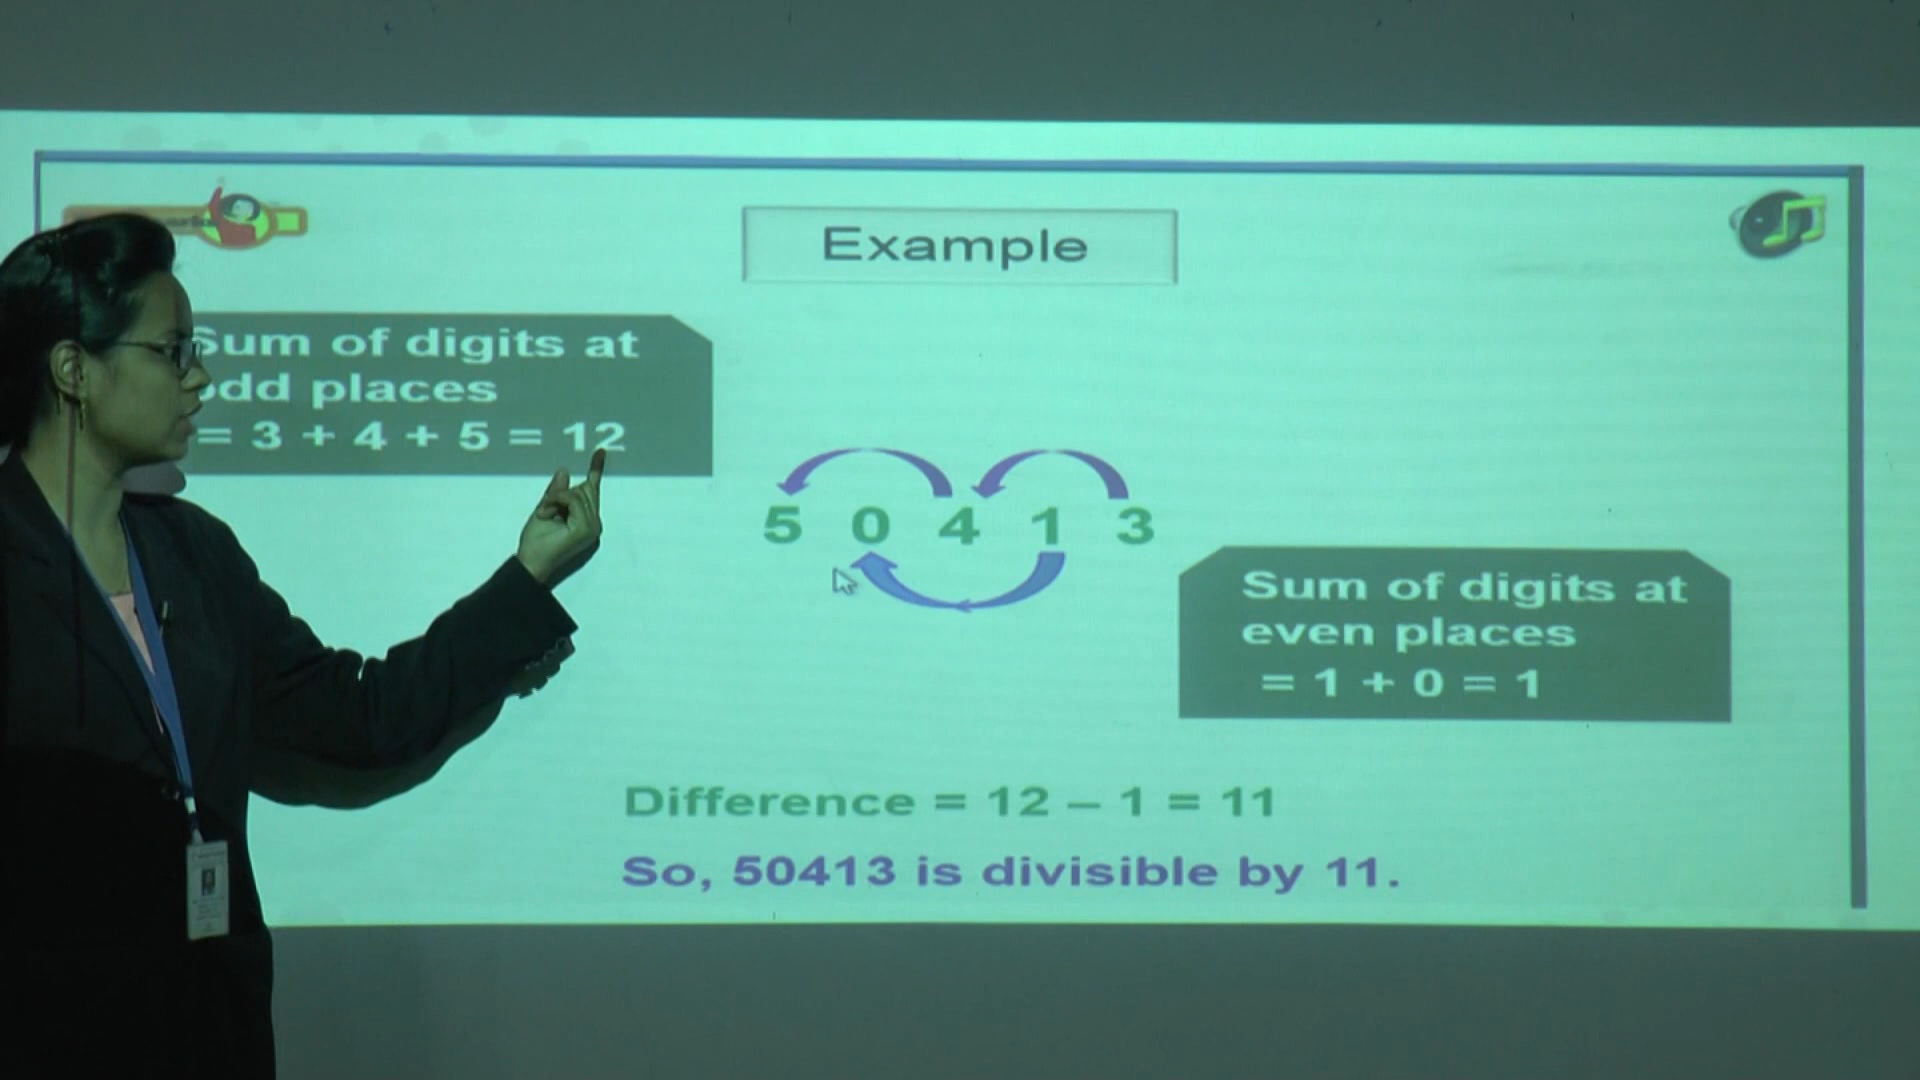 Example
Sum of digits at
odd places
= 3 + 4 + 5 = 12
5 0 4 1 3
Sum of digits at
even places
= 1 + 0 = 1
Difference = 12 – 1 = 11
So, 50413 is divisible by 11.